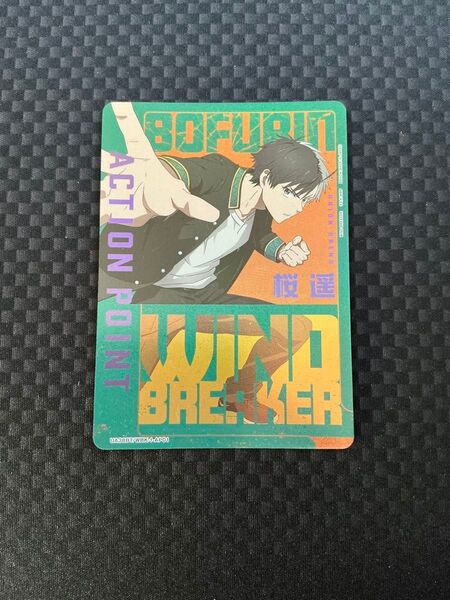 BOFURIN
ACTION POINT
桜 遥
WIND
BREAKER